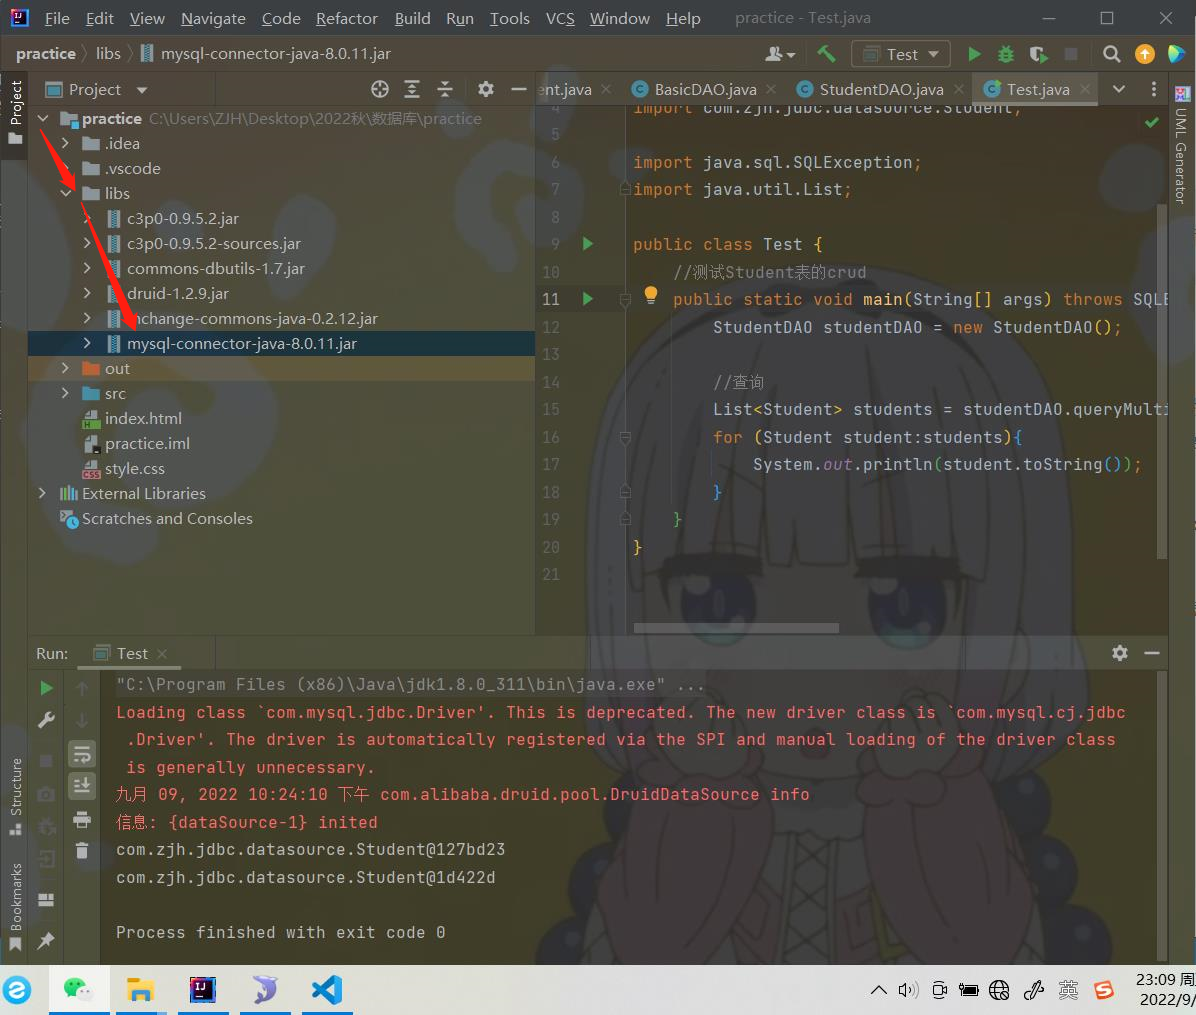 File Edit View Navigate Code Refactor Build Run Tools VCS Window Help practice - Test.java
practice libs mysql-connector-java-8.0.11.jar Test
Project
Project
ent.java BasicDAO.java StudentDAO.java Test.java
practice C:\Users\ZJH\Desktop\2022秋\数据库\practice
.idea
.vscode
libs
c3p0-0.9.5.2.jar
c3p0-0.9.5.2-sources.jar
commons-dbutils-1.7.jar
druid-1.2.9.jar
change-commons-java-0.2.12.jar
mysql-connector-java-8.0.11.jar
out
src
index.html
practice.iml
style.css
External Libraries
Scratches and Consoles
4 import com.zjh.jdbc.datasource.Student;
5
6 import java.sql.SQLException;
7 import java.util.List;
8
9 public class Test {
10 //测试Student表的crud
11 public static void main(String[] args) throws SQLE
12 StudentDAO studentDAO = new StudentDAO();
13
14 //查询
15 List<Student> students = studentDAO.queryMulti
16 for (Student student:students){
17 System.out.println(student.toString());
18 }
19 }
20 }
21
UML Generator
Run: Test
"C:\Program Files (x86)\Java\jdk1.8.0_311\bin\java.exe" ...
Loading class `com.mysql.jdbc.Driver'. This is deprecated. The new driver class is `com.mysql.cj.jdbc
.Driver'. The driver is automatically registered via the SPI and manual loading of the driver class
is generally unnecessary.
九月 09, 2022 10:24:10 下午 com.alibaba.druid.pool.DruidDataSource info
信息: {dataSource-1} inited
com.zjh.jdbc.datasource.Student@127bd23
com.zjh.jdbc.datasource.Student@1d422d
Process finished with exit code 0
Structure
Bookmarks
英
23:09 周
2022/9/